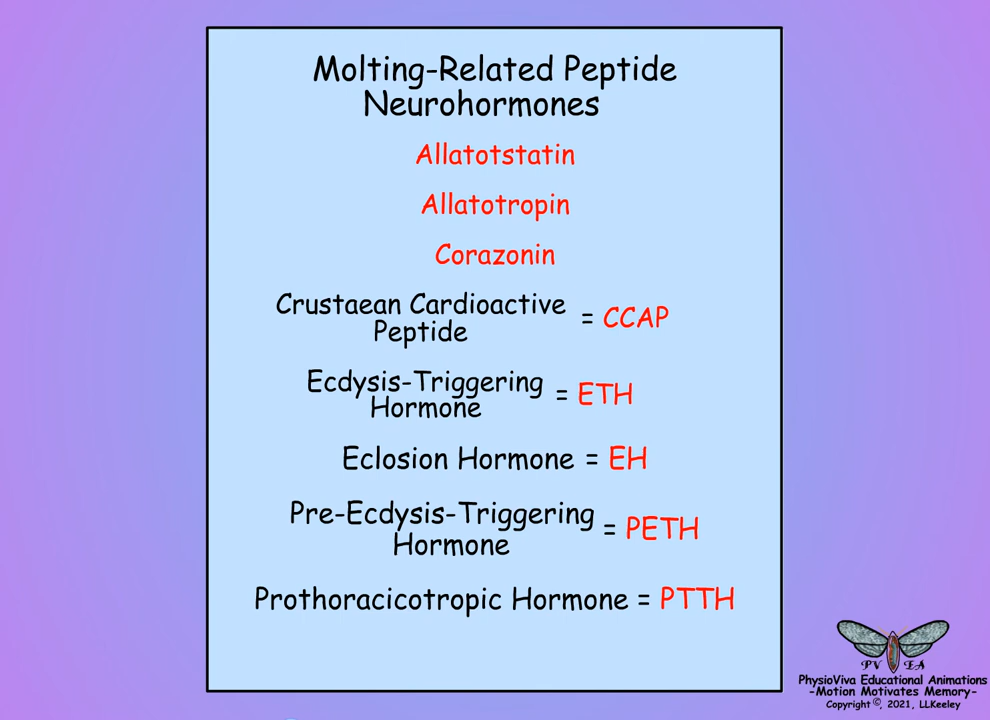 Molting-Related Peptide
Neurohormones
Allatotstatin
Allatotropin
Corazonin
Crustaean Cardioactive
Peptide = CCAP
Ecdysis-Triggering
Hormone = ETH
Eclosion Hormone = EH
Pre-Ecdysis-Triggering
Hormone = PETH
Prothoracicotropic Hormone = PTTH
PV EA
PhysioViva Educational Animations
-Motion Motivates Memory-
Copyright ©, 2021, LLKeeley